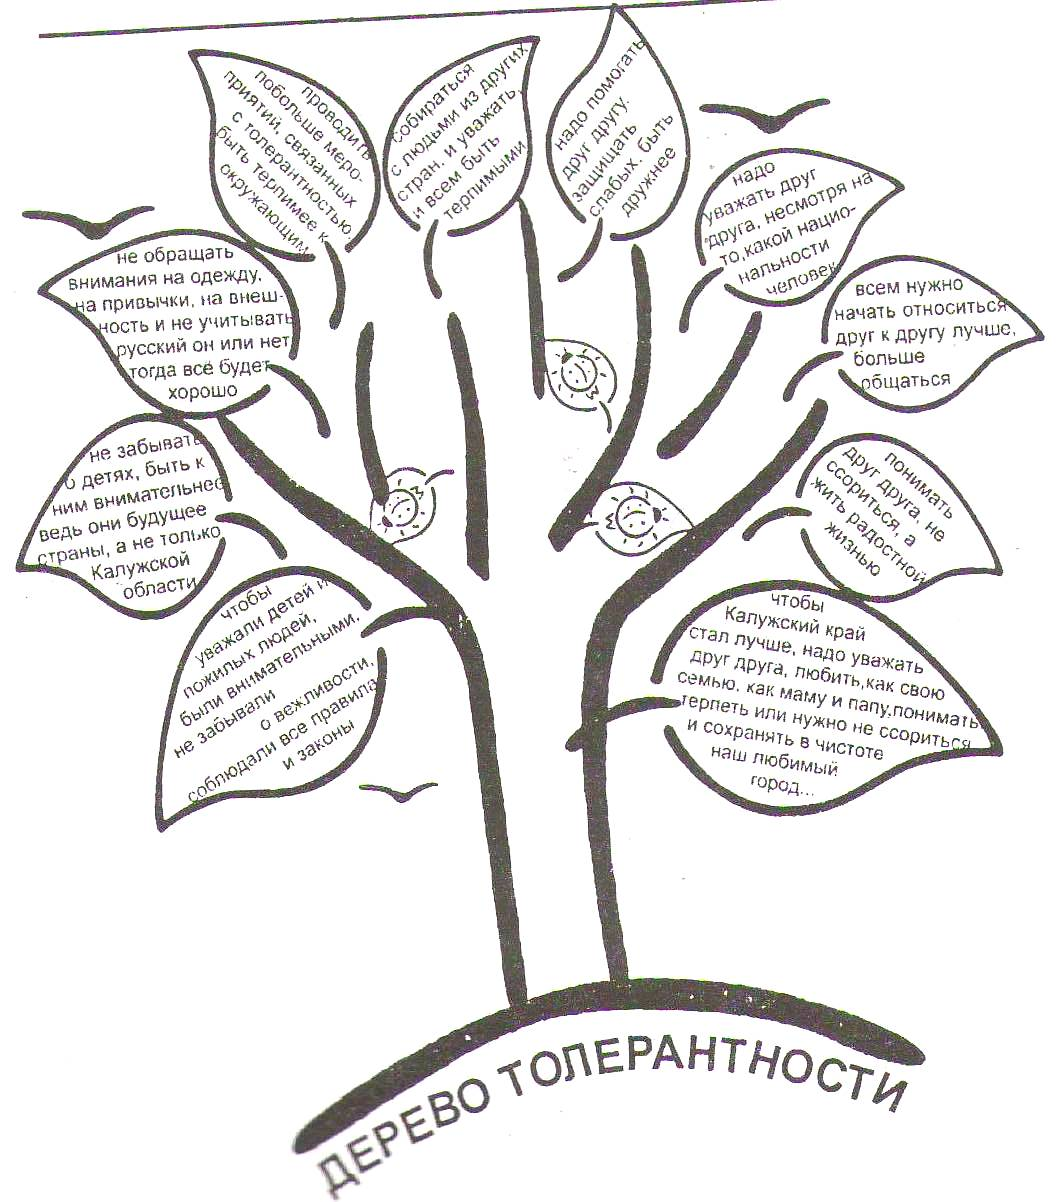 проводить
побольше меро-
приятий, связанных
с толерантностью,
быть терпимее к
окружающим
собираться
с людьми из других
стран, и уважать,
и всем быть
терпимыми
надо помогать
друг другу,
защищать
слабых, быть
дружнее
надо
уважать друг
друга, несмотря на
то,какой нацио-
нальности
человек
не обращать
внимания на одежду,
на привычки, на внеш-
ность и не учитывать
русский он или нет
тогда всё будет
хорошо
всем нужно
начать относиться
друг к другу лучше,
больше
общаться
не забывать
о детях, быть к
ним внимательнее
ведь они будущее
страны, а не только
Калужской
области
понимать
друг друга, не
ссориться, а
жить радостной
жизнью
чтобы
уважали детей и
пожилых людей,
были внимательными,
не забывали
о вежливости,
соблюдали все правила
и законы
чтобы
Калужский край
стал лучше, надо уважать
друг друга, любить,как свою
семью, как маму и папу,понимать
терпеть или нужно не ссориться
и сохранять в чистоте
наш любимый
город...
ДЕРЕВО ТОЛЕРАНТНОСТИ